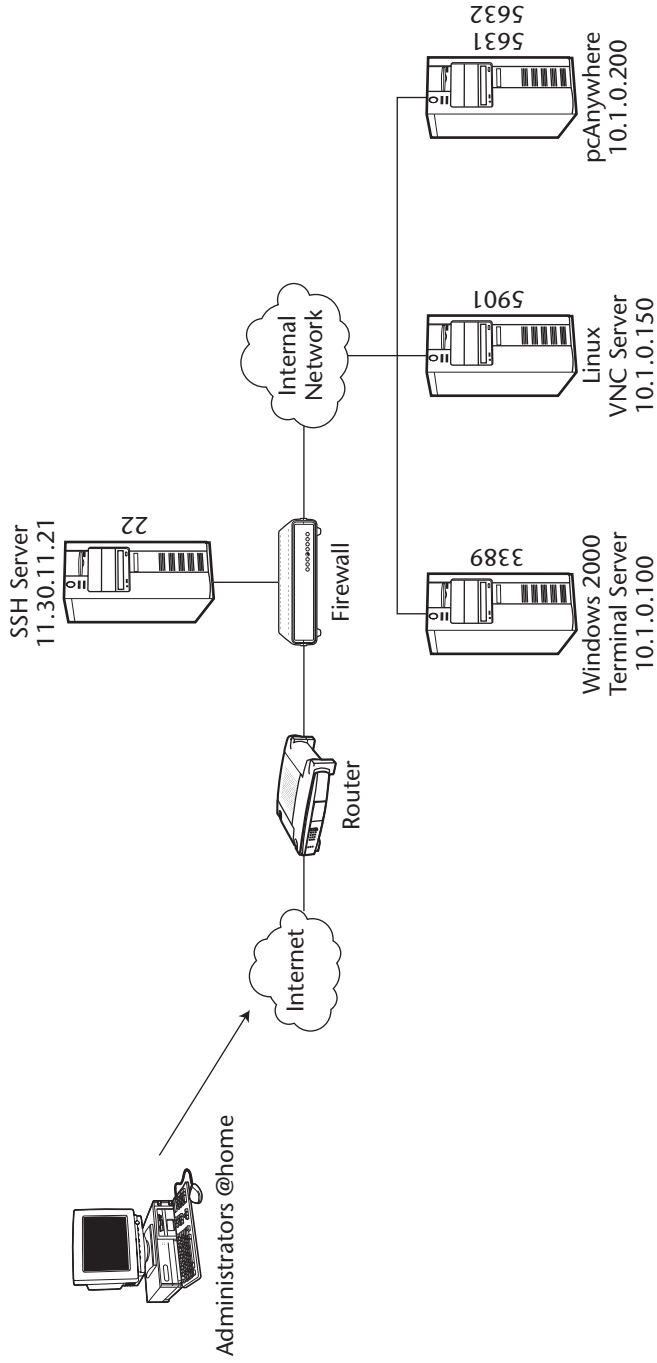 Administrators @home
Internet
Router
Firewall
SSH Server
11.30.11.21
22
Internal
Network
Windows 2000
Terminal Server
10.1.0.100
3389
Linux
VNC Server
10.1.0.150
5901
pcAnywhere
10.1.0.200
5631
5632